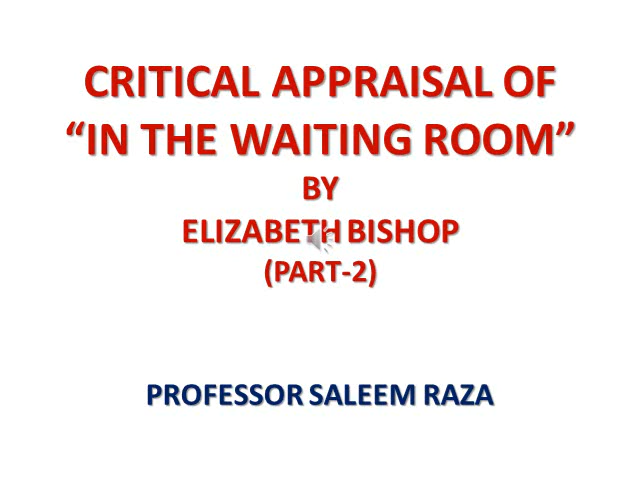 CRITICAL APPRAISAL OF
“IN THE WAITING ROOM”
BY
ELIZABETH BISHOP
(PART-2)
PROFESSOR SALEEM RAZA